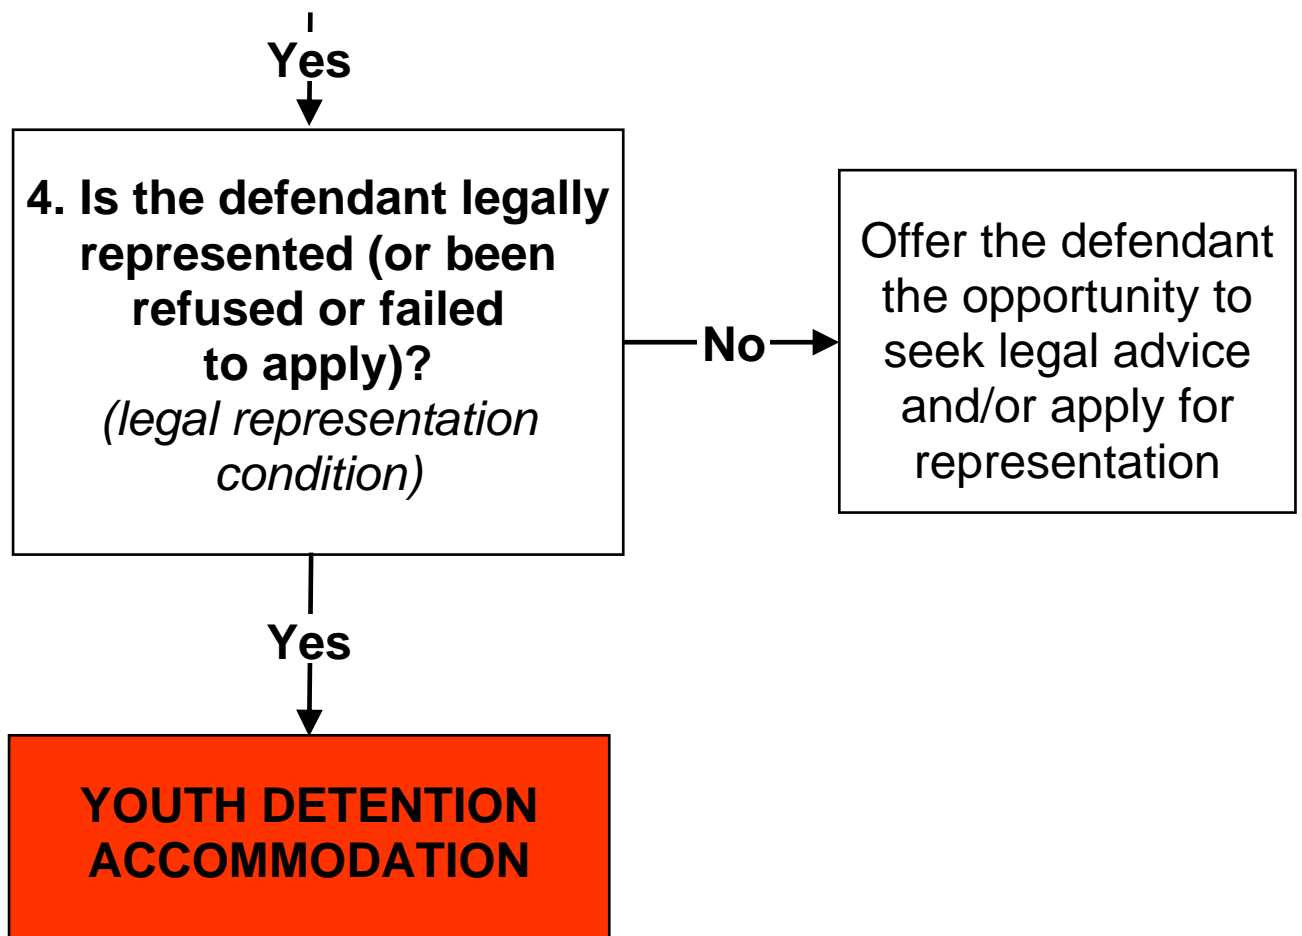 Yes
4. Is the defendant legally
represented (or been
refused or failed
to apply)?
(legal representation
condition)
No
Offer the defendant
the opportunity to
seek legal advice
and/or apply for
representation
Yes
YOUTH DETENTION
ACCOMMODATION